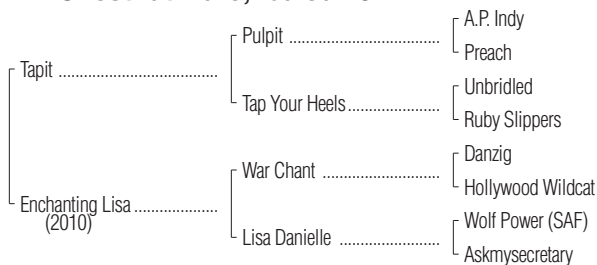 Tapit ....................................
Enchanting Lisa ...................
(2010)
Pulpit ..................................
Tap Your Heels.....................
War Chant ..........................
Lisa Danielle .......................
A.P. Indy
Preach
Unbridled
Ruby Slippers
Danzig
Hollywood Wildcat
Wolf Power (SAF)
Askmysecretary